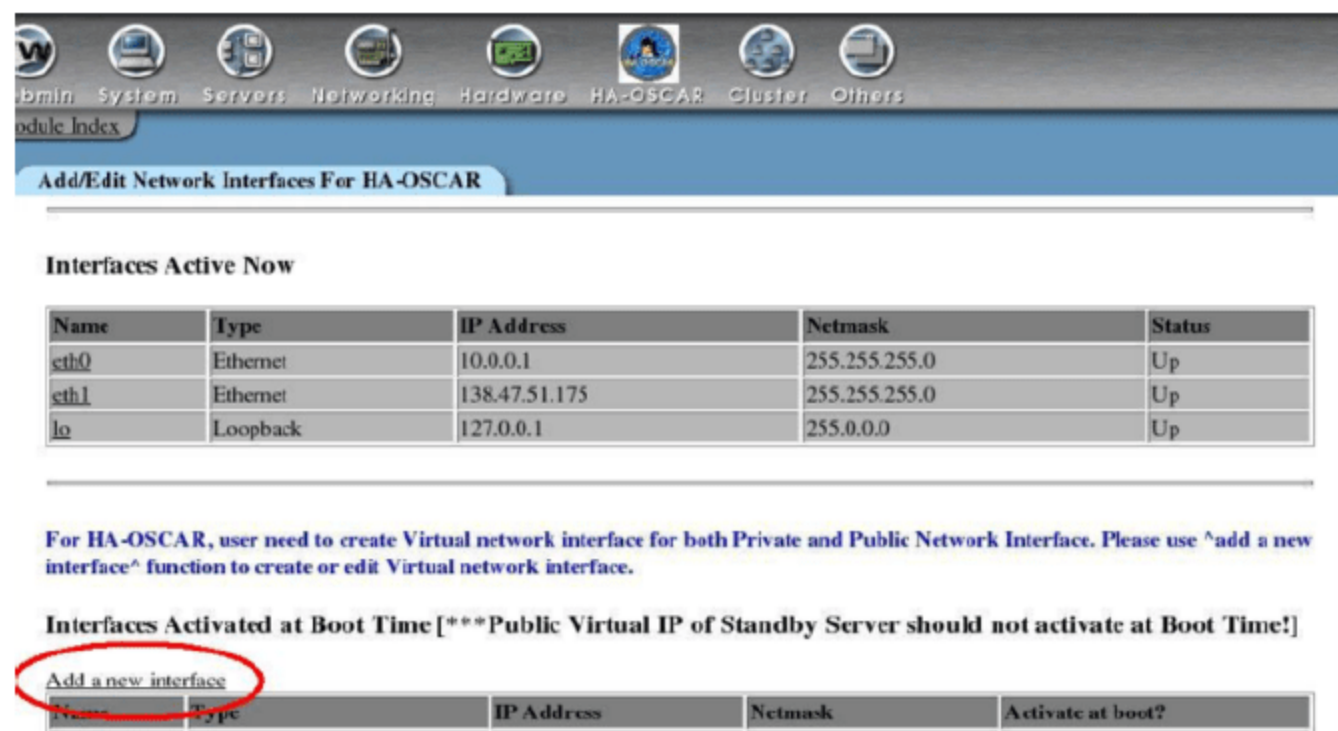 bmin System Servers Networking Hardware HA-OSCAR Cluster Others
odule Index
Add/Edit Network Interfaces For HA-OSCAR
Interfaces Active Now
Name Type IP Address Netmask Status
eth0 Ethernet 10.0.0.1 255.255.255.0 Up
eth1 Ethernet 138.47.51.175 255.255.255.0 Up
lo Loopback 127.0.0.1 255.0.0.0 Up
For HA-OSCAR, user need to create Virtual network interface for both Private and Public Network Interface. Please use ^add a new
interface^ function to create or edit Virtual network interface.
Interfaces Activated at Boot Time [***Public Virtual IP of Standby Server should not activate at Boot Time!]
Add a new interface
Name Type IP Address Netmask Activate at boot?